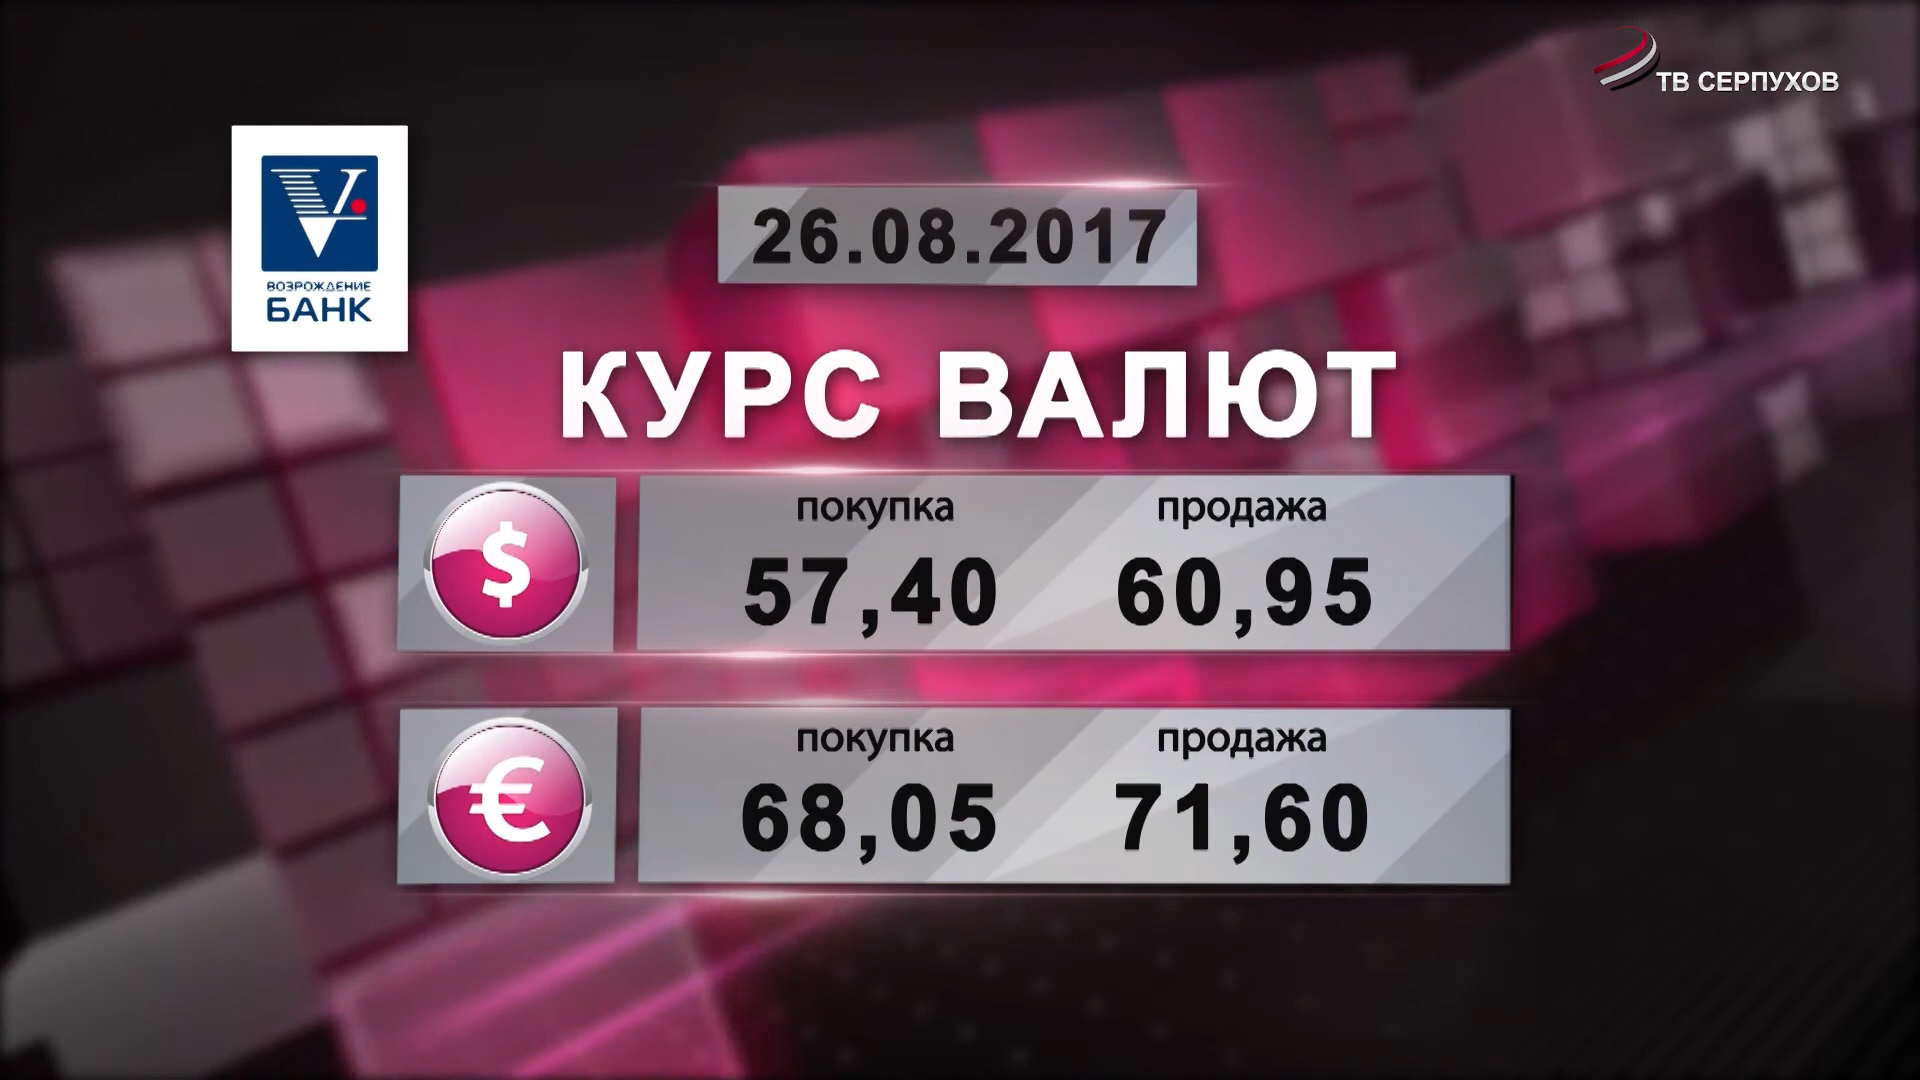 ТВ СЕРПУХОВ
V.
ВОЗРОЖДЕНИЕ
БАНК
26.08.2017
КУРС ВАЛЮТ
покупка продажа
$ 57,40 60,95
покупка продажа
€ 68,05 71,60